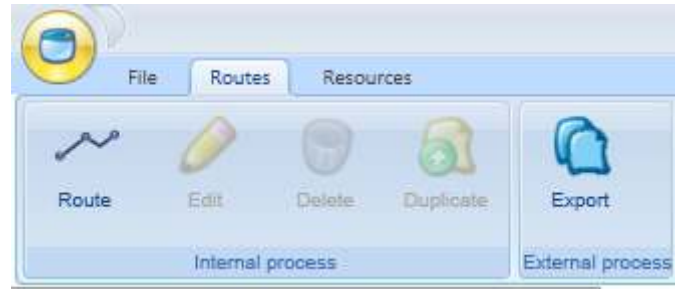 File Routes Resources
Route Edit Delete Duplicate Export
Internal process External process